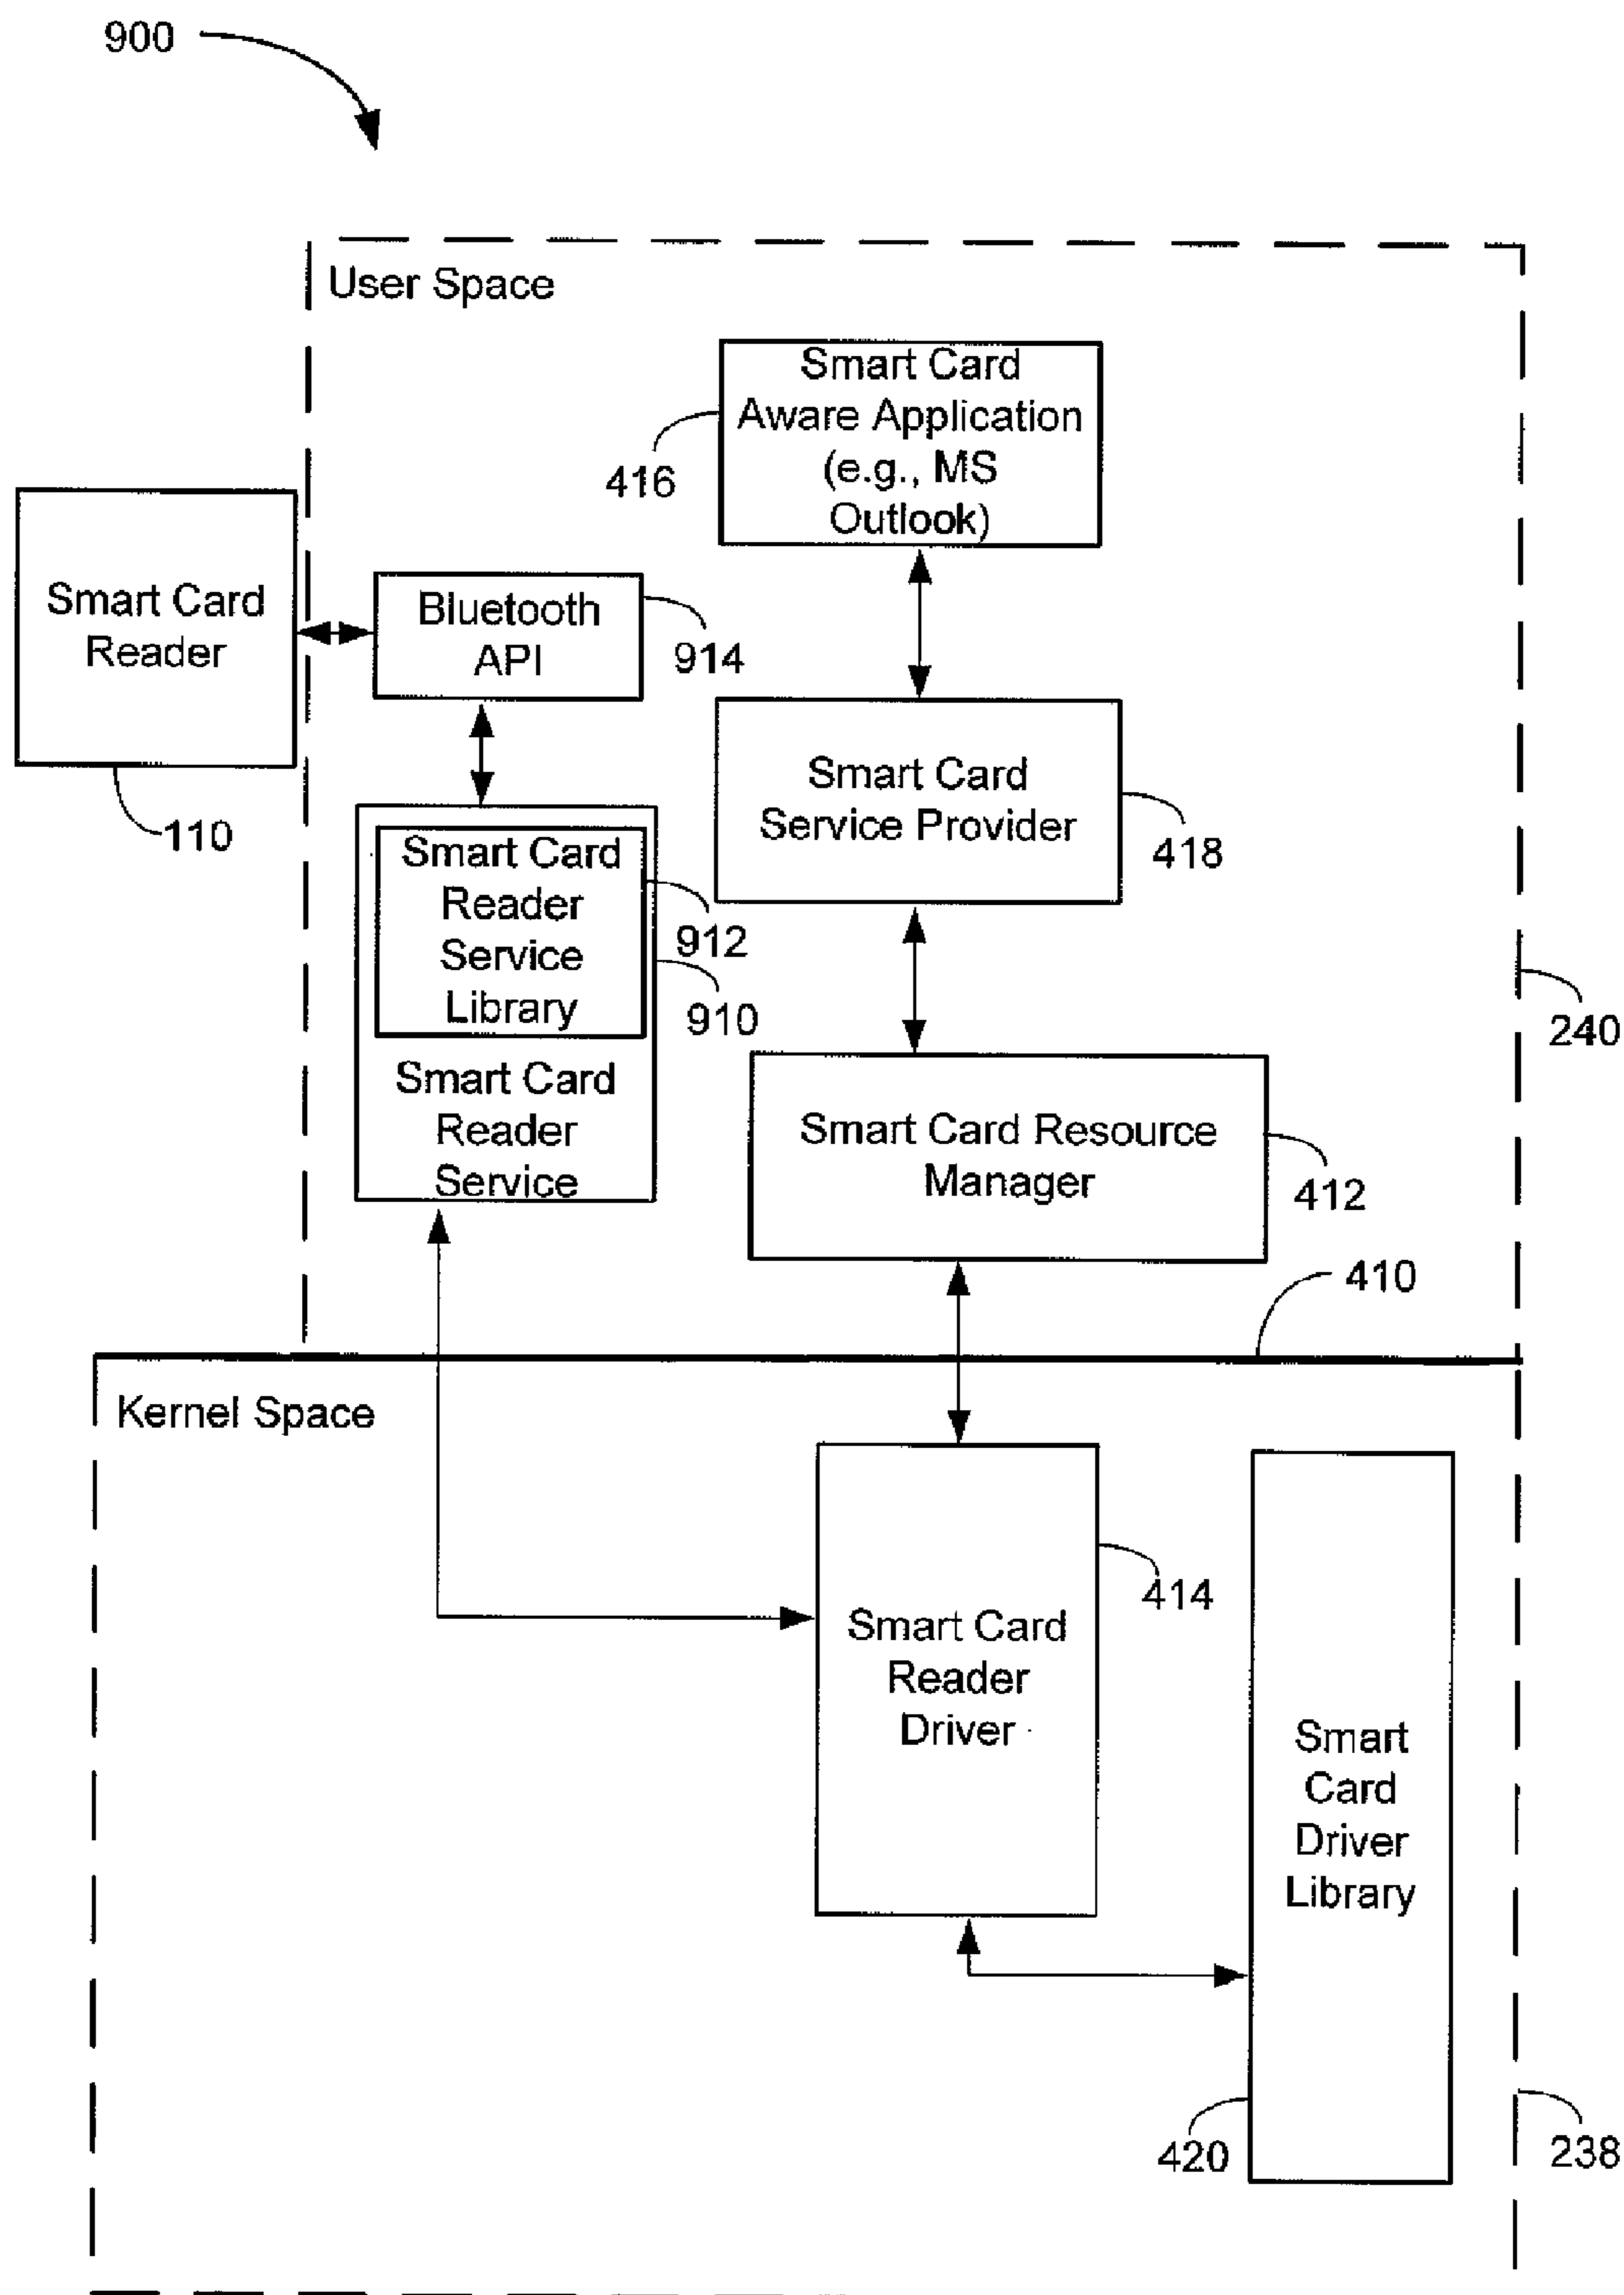 900
User Space
Smart Card
Aware Application
(e.g., MS
Outlook)
416
Smart Card
Reader
110
Bluetooth
API
914
Smart Card
Service Provider
418
Smart Card
Reader
Service
Library
912
910
Smart Card
Reader
Service
240
Smart Card Resource
Manager
412
410
Kernel Space
Smart Card
Reader
Driver
414
Smart
Card
Driver
Library
420
238